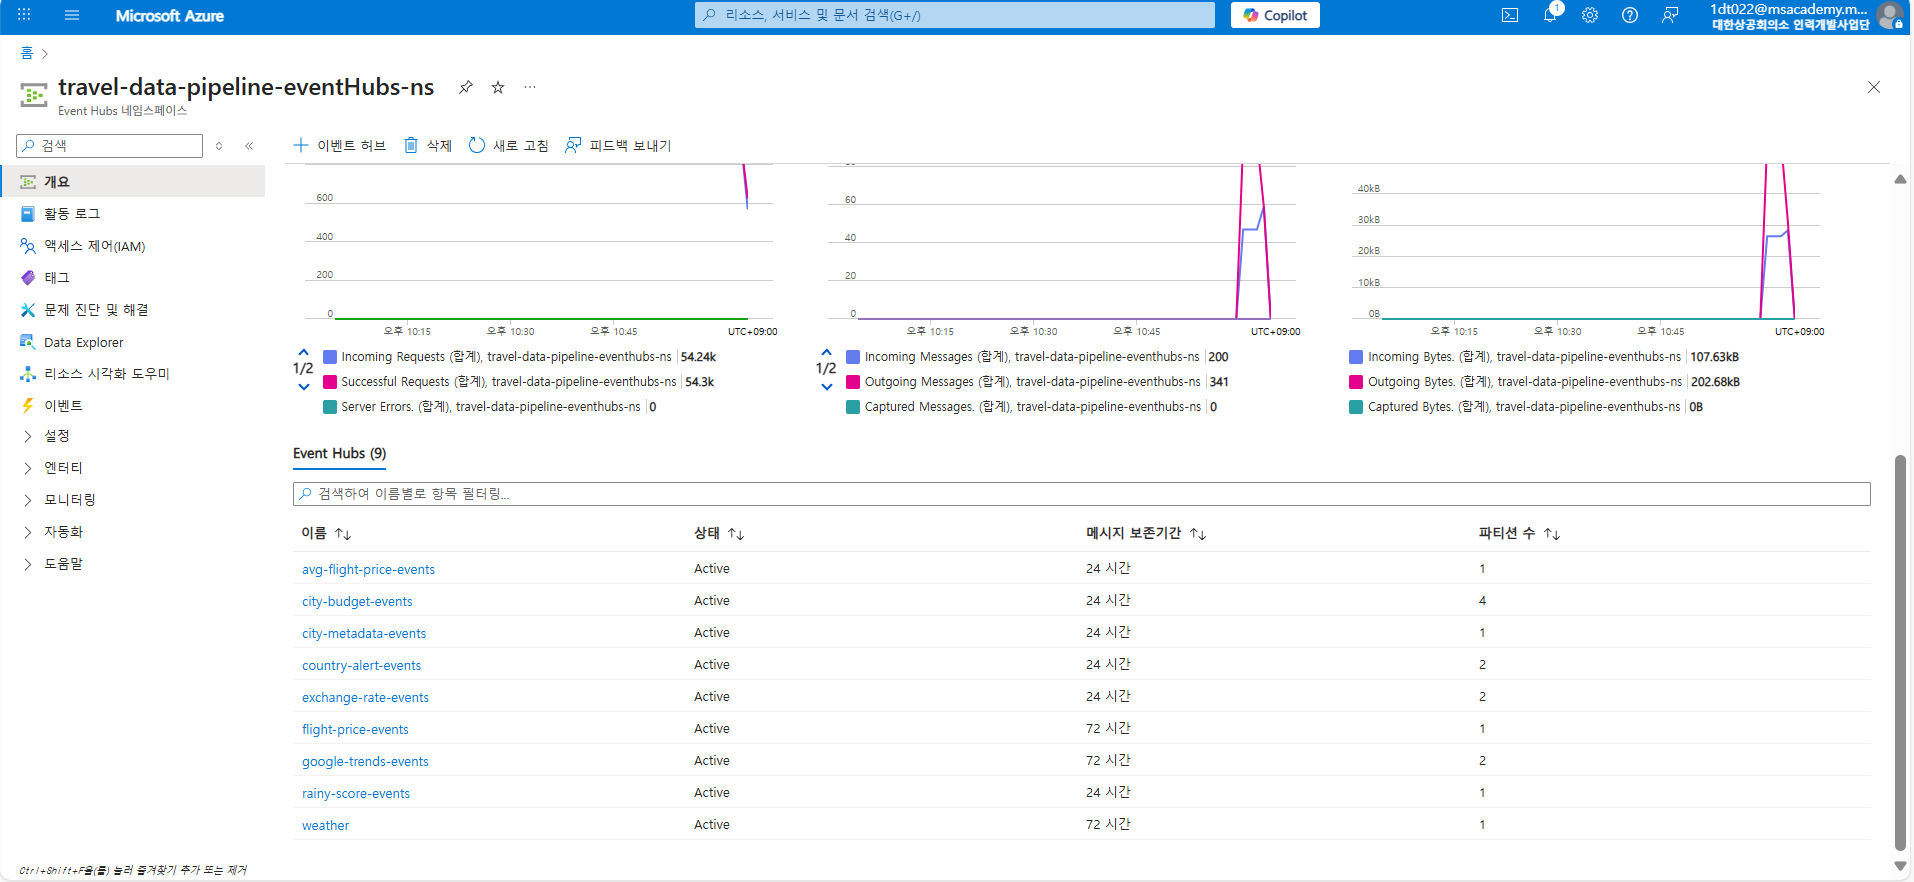 Microsoft Azure
리소스, 서비스 및 문서 검색(G+/)
Copilot
1
1dt022@msacademy.m...
대한상공회의소 인력개발사업단
홈
travel-data-pipeline-eventHubs-ns
Event Hubs 네임스페이스
검색
이벤트 허브
삭제
새로 고침
피드백 보내기
개요
활동 로그
액세스 제어(IAM)
태그
문제 진단 및 해결
Data Explorer
리소스 시각화 도우미
이벤트
설정
엔터티
모니터링
자동화
도움말
600
400
200
0
오후 10:15
오후 10:30
오후 10:45
UTC+09:00
1/2
Incoming Requests (합계), travel-data-pipeline-eventhubs-ns 54.24k
Successful Requests (합계), travel-data-pipeline-eventhubs-ns 54.3k
Server Errors. (합계), travel-data-pipeline-eventhubs-ns 0
60
40
20
0
오후 10:15
오후 10:30
오후 10:45
UTC+09:00
1/2
Incoming Messages (합계), travel-data-pipeline-eventhubs-ns 200
Outgoing Messages (합계), travel-data-pipeline-eventhubs-ns 341
Captured Messages. (합계), travel-data-pipeline-eventhubs-ns 0
40kB
30kB
20kB
10kB
0B
오후 10:15
오후 10:30
오후 10:45
UTC+09:00
Incoming Bytes. (합계), travel-data-pipeline-eventhubs-ns 107.63kB
Outgoing Bytes. (합계), travel-data-pipeline-eventhubs-ns 202.68kB
Captured Bytes. (합계), travel-data-pipeline-eventhubs-ns 0B
Event Hubs (9)
검색하여 이름별로 항목 필터링...
이름 상태 메시지 보존기간 파티션 수
avg-flight-price-events Active 24 시간 1
city-budget-events Active 24 시간 4
city-metadata-events Active 24 시간 1
country-alert-events Active 24 시간 2
exchange-rate-events Active 24 시간 2
flight-price-events Active 72 시간 1
google-trends-events Active 72 시간 2
rainy-score-events Active 24 시간 1
weather Active 72 시간 1
Ctrl+Shift+F을(를) 눌러 즐겨찾기 추가 또는 제거